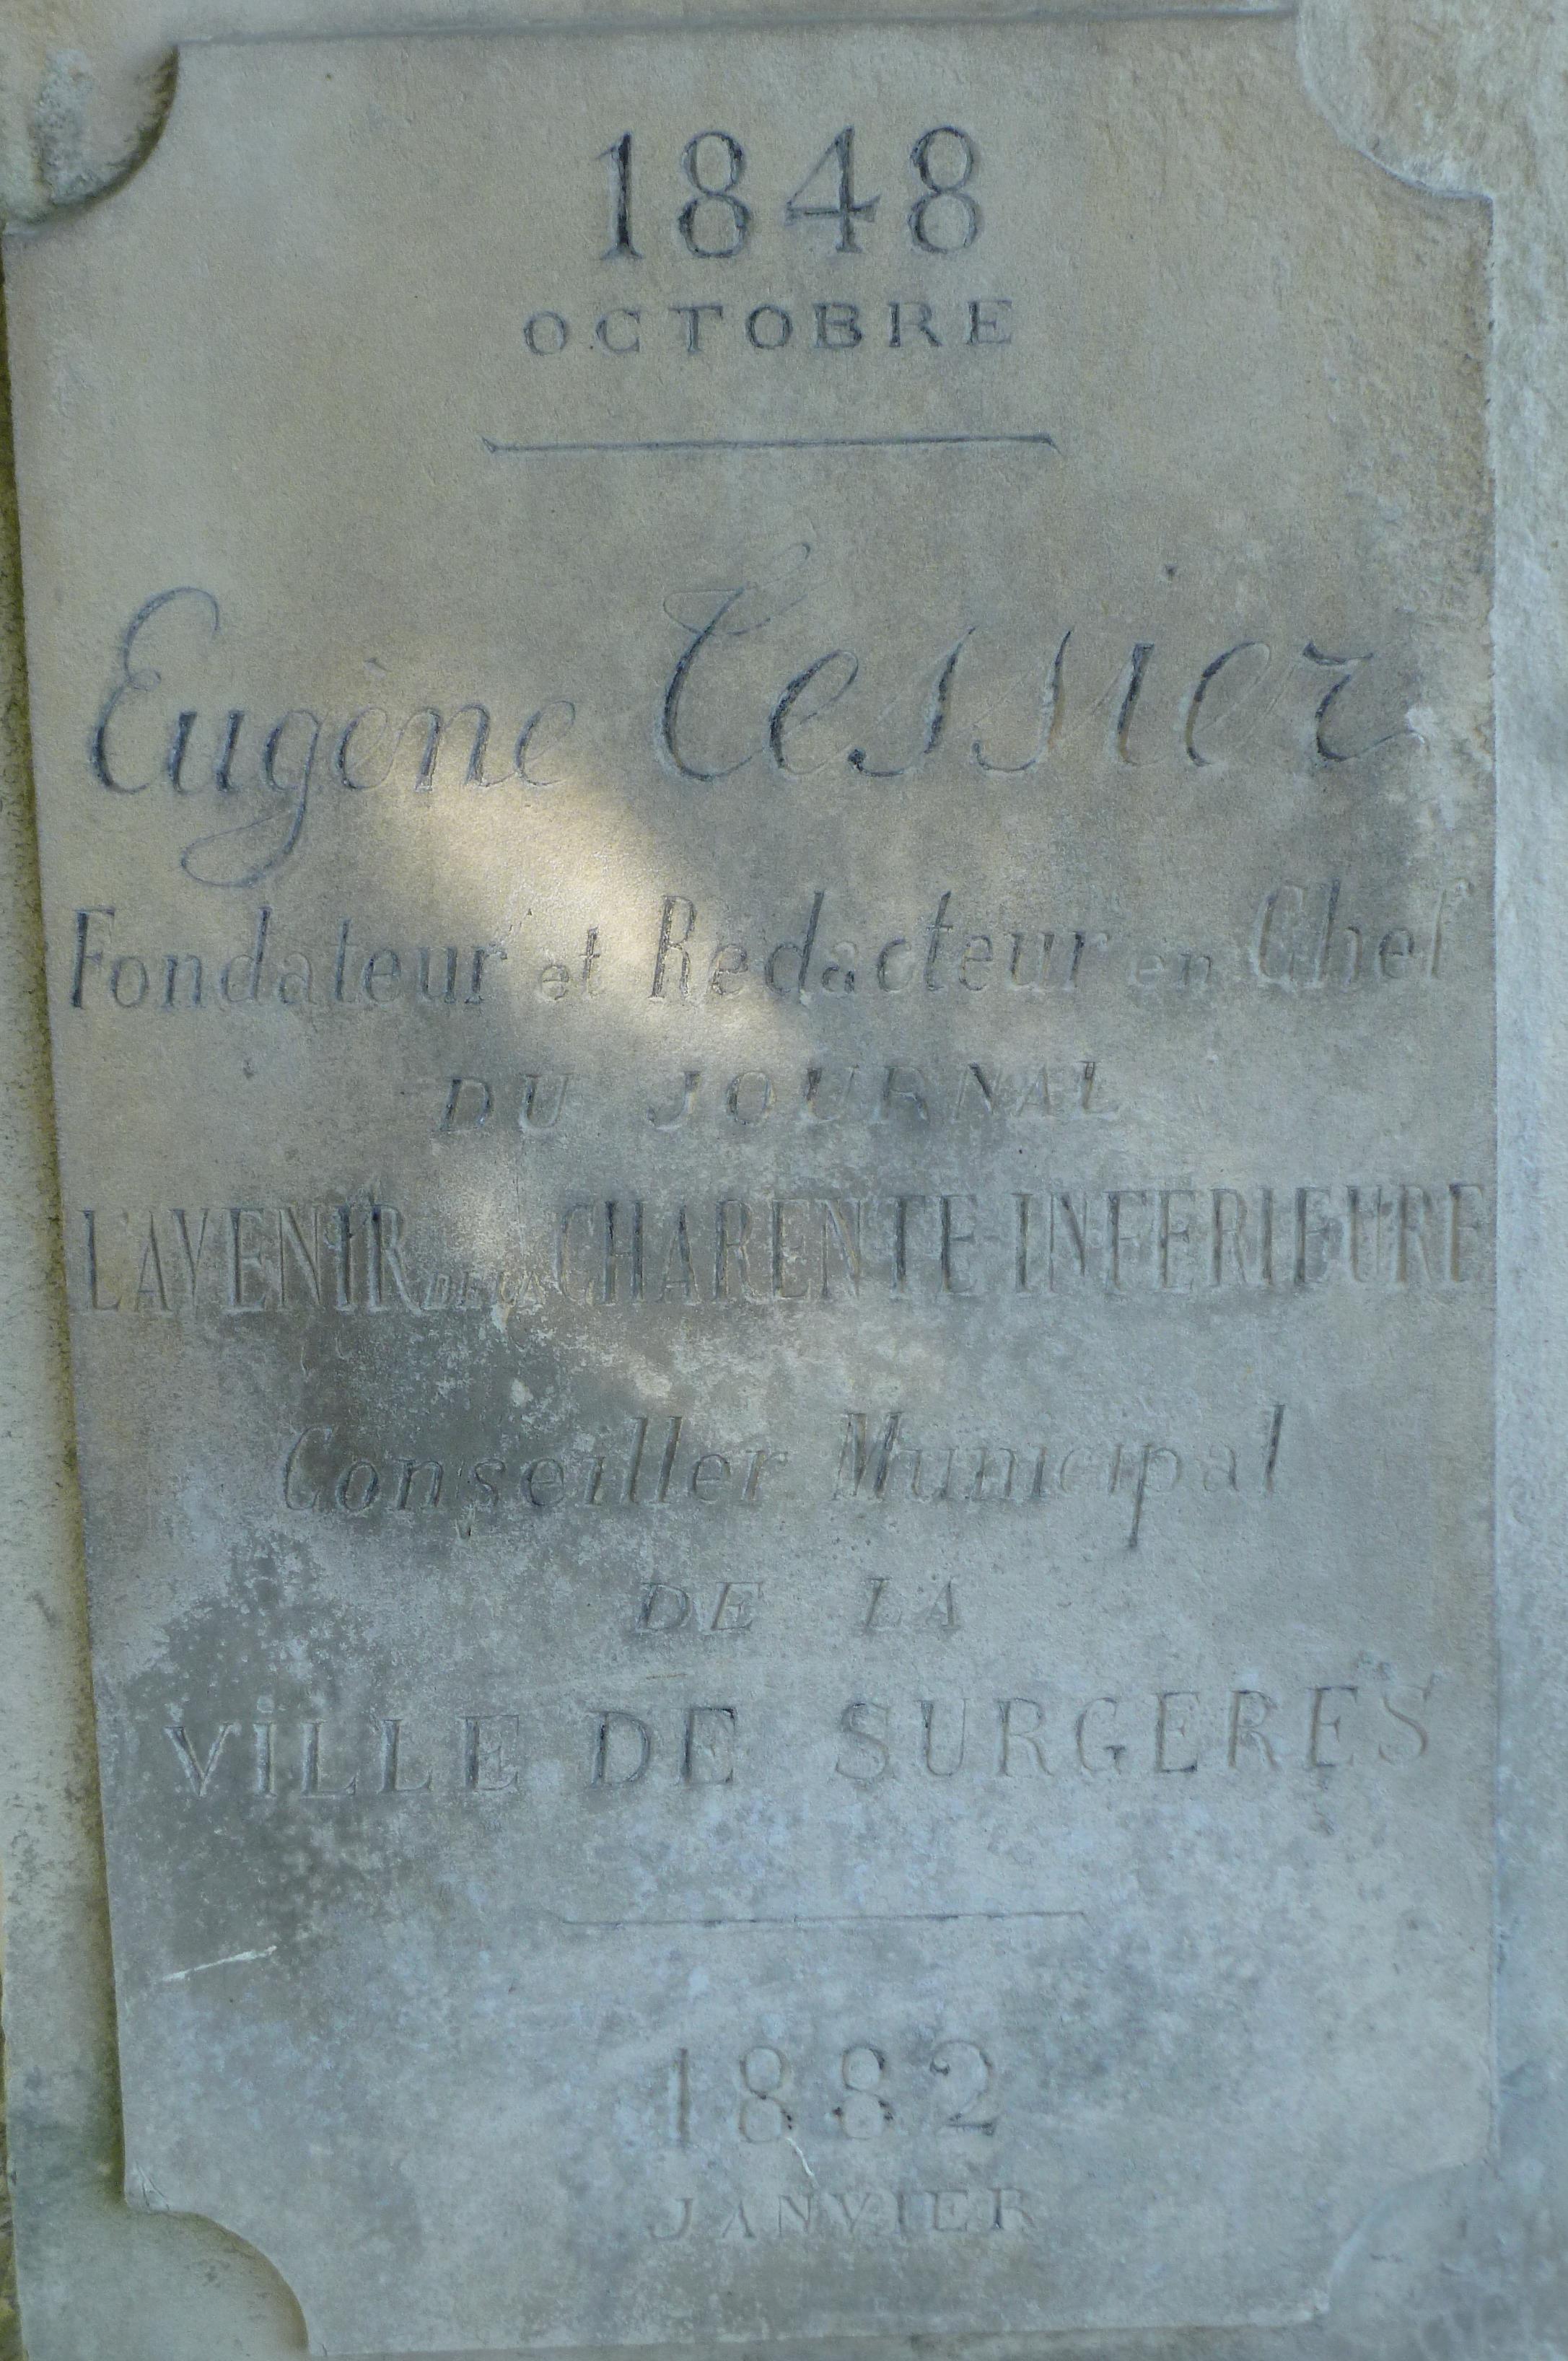 1848
OCTOBRE
Eugène Tessier
Fondateur et Redacteur en Chef
DU JOURNAL
L'AVENIR DE LA CHARENTE-INFERIEURE
Conseiller Municipal
DE LA
ViLLE DE SURGERES
1882
JANVIER